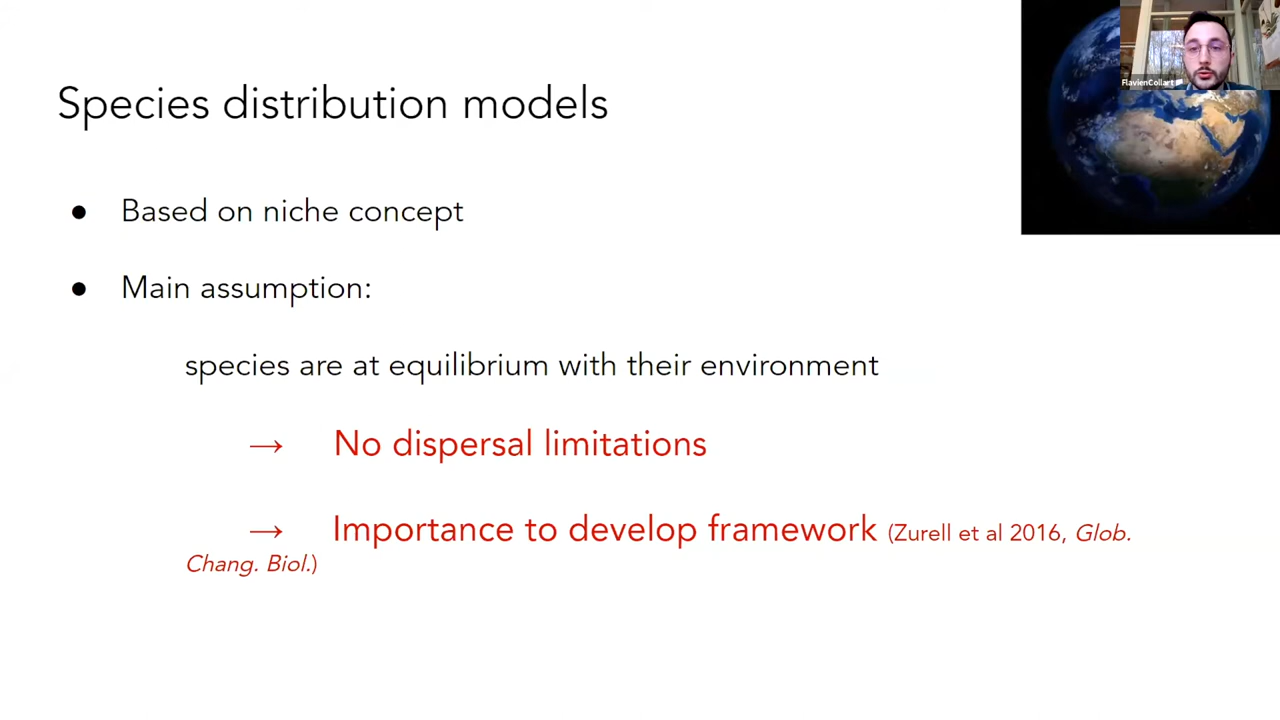 FlavienCollart
Species distribution models
● Based on niche concept
● Main assumption:
species are at equilibrium with their environment
→ No dispersal limitations
→ Importance to develop framework (Zurell et al 2016, Glob.
Chang. Biol.)